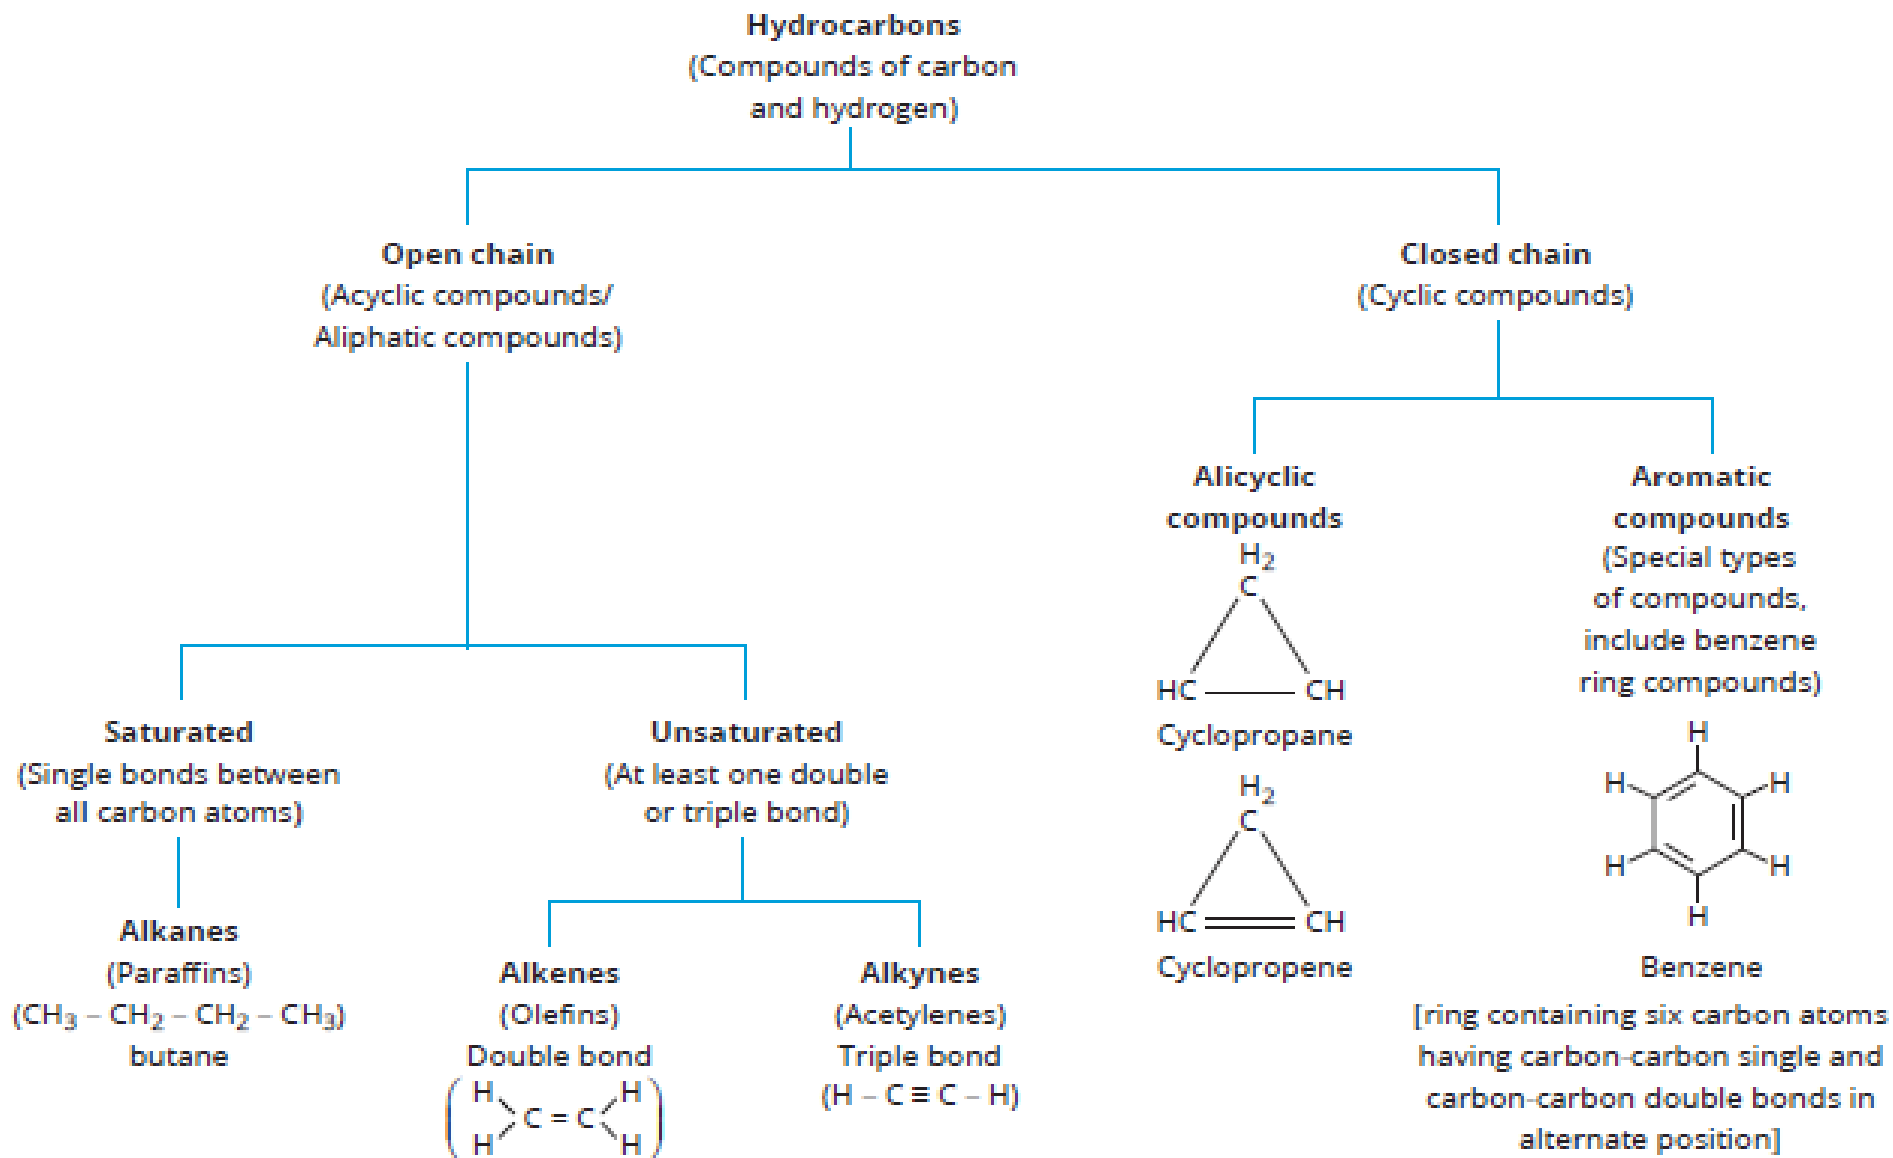 Hydrocarbons
(Compounds of carbon
and hydrogen)
Open chain
(Acyclic compounds/
Aliphatic compounds)
Closed chain
(Cyclic compounds)
Alicyclic
compounds
H₂
C
HC CH
Cyclopropane
H₂
C
HC CH
Cyclopropene
Aromatic
compounds
(Special types
of compounds,
include benzene
ring compounds)
H
H H
H H
H
Benzene
[ring containing six carbon atoms
having carbon-carbon single and
carbon-carbon double bonds in
alternate position]
Saturated
(Single bonds between
all carbon atoms)
Alkanes
(Paraffins)
(CH₃ – CH₂ – CH₂ – CH₃)
butane
Unsaturated
(At least one double
or triple bond)
Alkenes
(Olefins)
Double bond
H H
C = C
H H
Alkynes
(Acetylenes)
Triple bond
(H – C ≡ C – H)